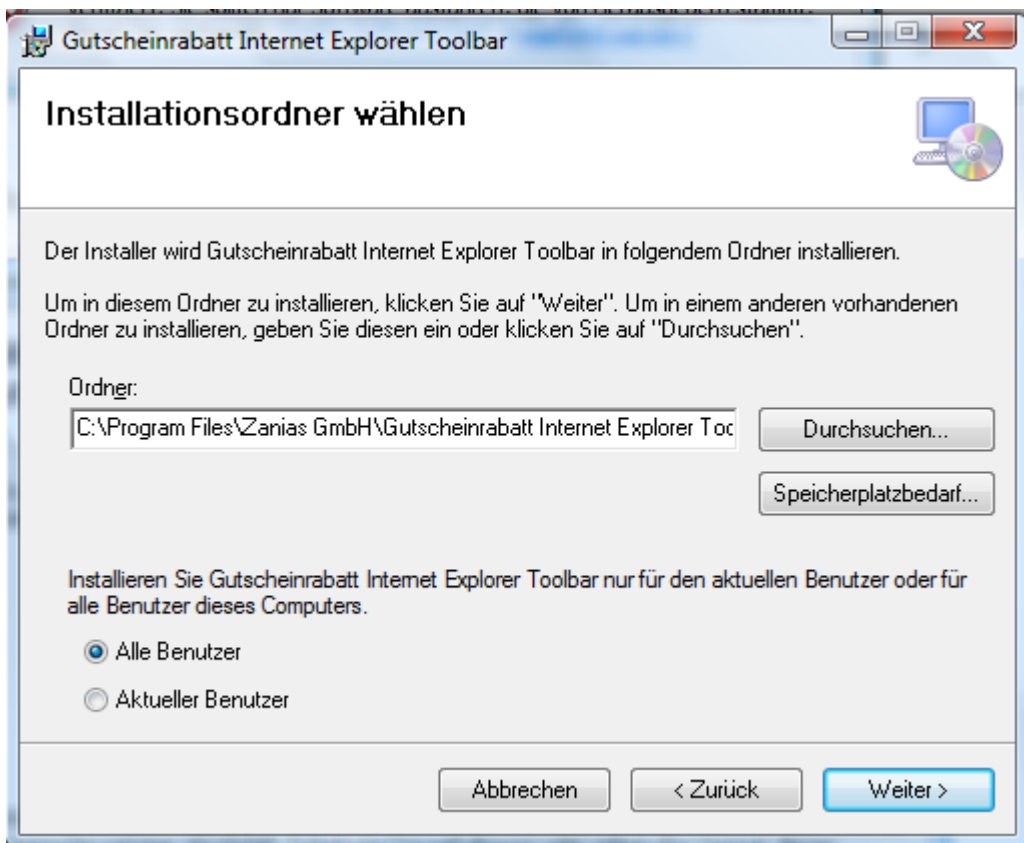 Gutscheinrabatt Internet Explorer Toolbar
Installationsordner wählen
Der Installer wird Gutscheinrabatt Internet Explorer Toolbar in folgendem Ordner installieren.
Um in diesem Ordner zu installieren, klicken Sie auf "Weiter". Um in einem anderen vorhandenen
Ordner zu installieren, geben Sie diesen ein oder klicken Sie auf "Durchsuchen".
Ordner:
C:\Program Files\Zanias GmbH\Gutscheinrabatt Internet Explorer Too
Durchsuchen...
Speicherplatzbedarf...
Installieren Sie Gutscheinrabatt Internet Explorer Toolbar nur für den aktuellen Benutzer oder für
alle Benutzer dieses Computers.
Alle Benutzer
Aktueller Benutzer
Abbrechen
< Zurück
Weiter >